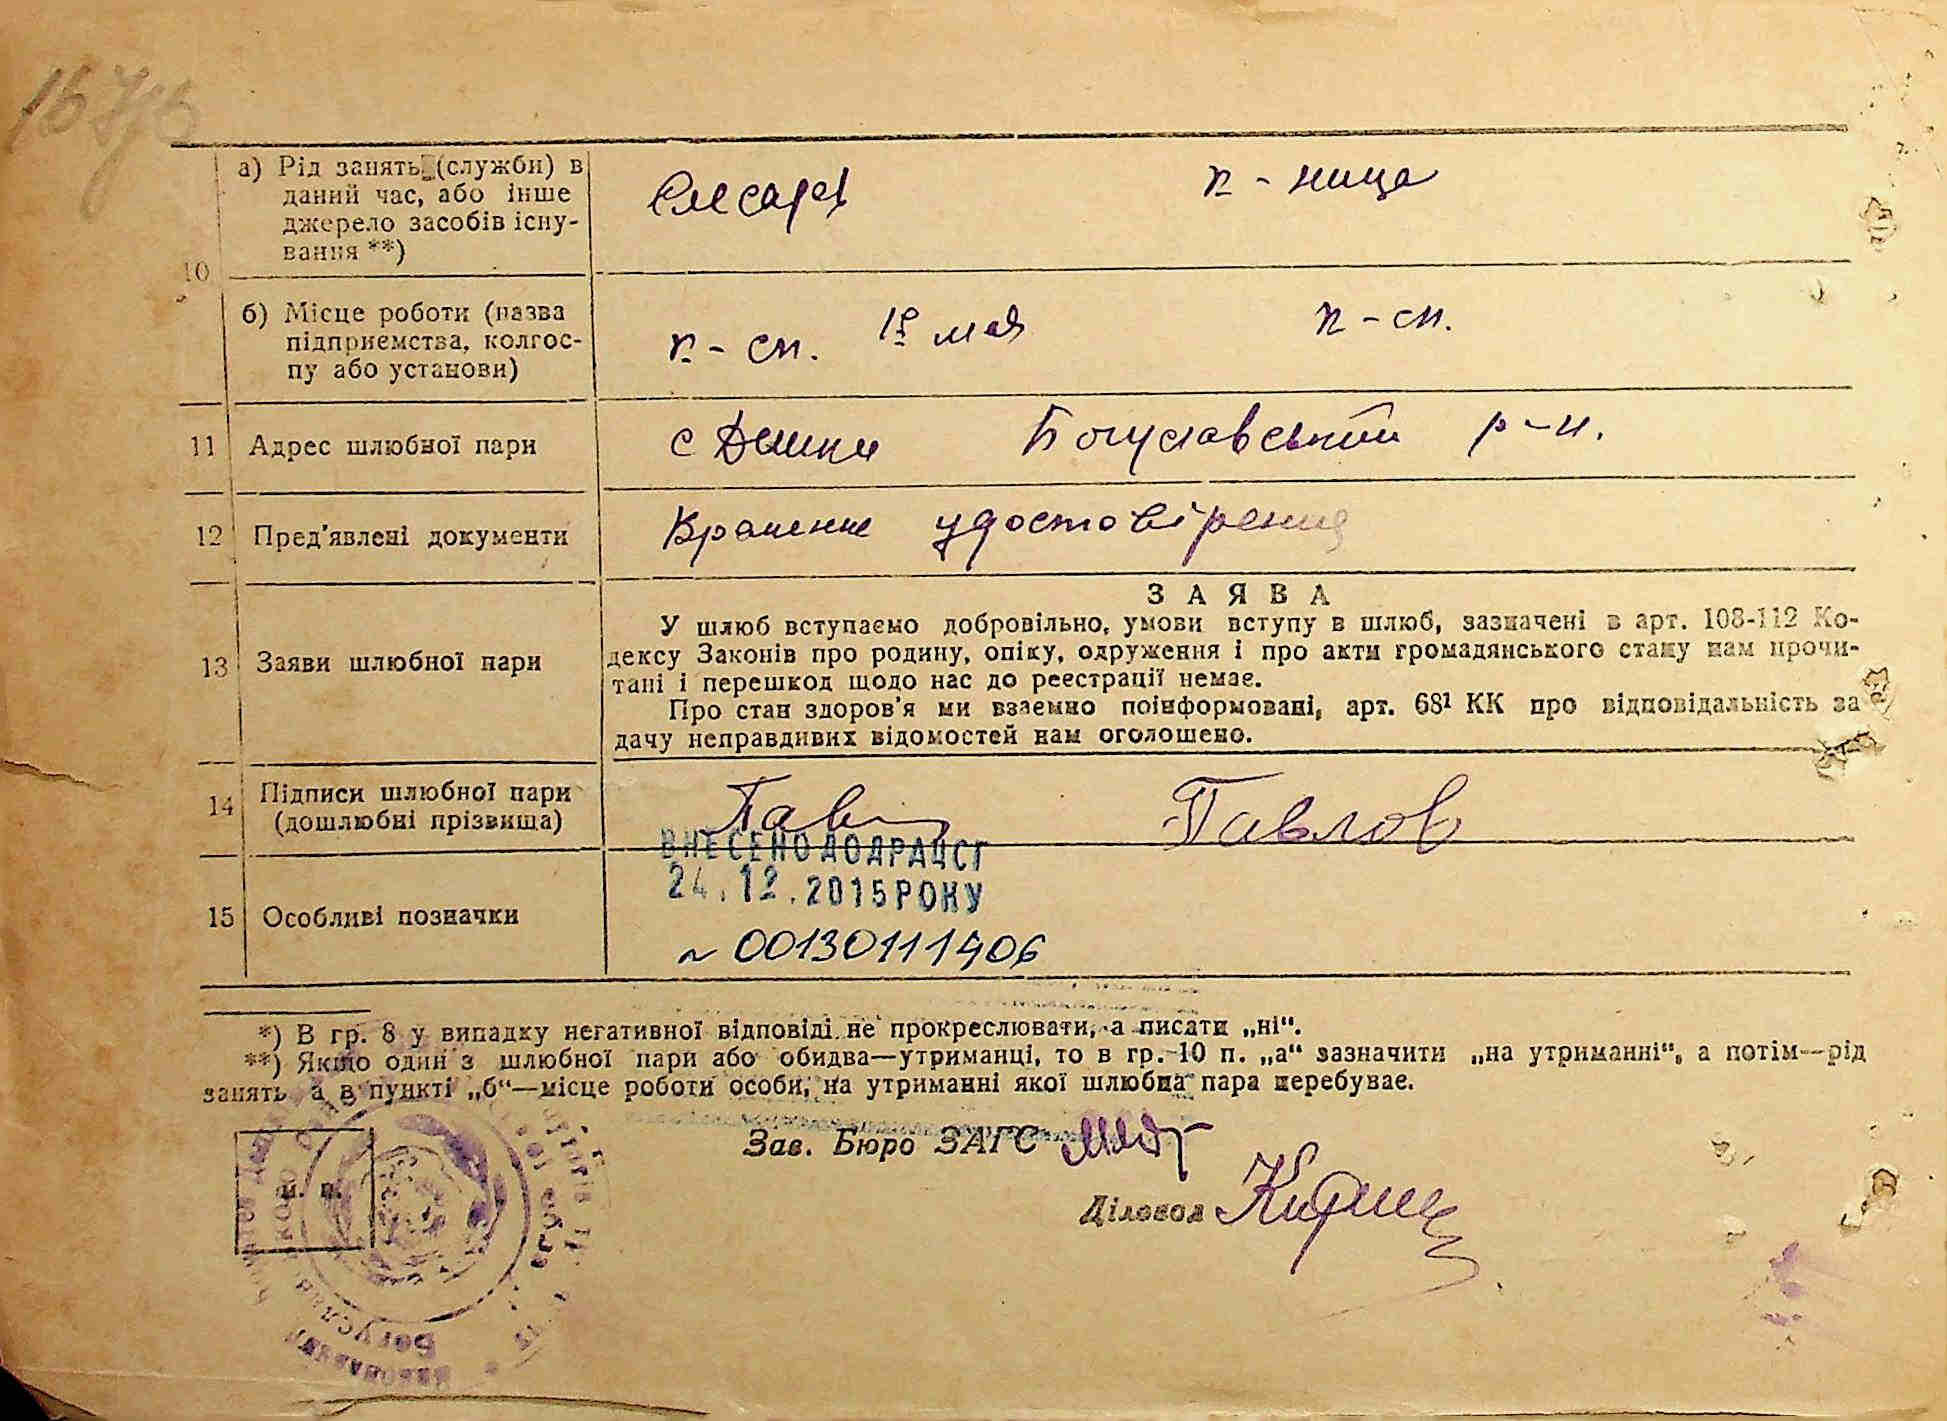 10
а) Рід занять (служби) в
даний час, або інше
джерело засобів існу-
вання **)
Слесарь
р - ница
б) Місце роботи (назва
підприємства, колгос-
пу або установи)
р - сп. 1е мая
р - сп.
11 Адрес шлюбної пари
с Дешки Богуславський р-н.
12 Пред'явлені документи
Врашенне удостовірения
13 Заяви шлюбної пари
ЗАЯВА
У шлюб вступаємо добровільно, умови вступу в шлюб, зазначені в арт. 108-112 Ко-
дексу Законів про родину, опіку, одруження і про акти громадянського стану нам прочи-
тані і перешкод щодо нас до реєстрації немає.
Про стан здоров'я ми взаємно поінформовані, арт. 68¹ КК про відповідальність за
дачу неправдивих відомостей нам оголошено.
14 Підписи шлюбної пари
(дошлюбні прізвища)
Пав
Павлов
15 Особливі позначки
ВНЕСЕНО ДО ДРАЦСГ
24.12.2015 РОКУ
~ 00130111406
*) В гр. 8 у випадку негативної відповіді не прокреслювати, а писати „ні“.
**) Якщо один з шлюбної пари або обидва—утриманці, то в гр. 10 п. „а“ зазначити „на утриманні“, а потім—рід
занять а в пункті „б“—місце роботи особи, на утриманні якої шлюбна пара перебуває.
Зав. Бюро ЗАГС
Діловод
м. п.